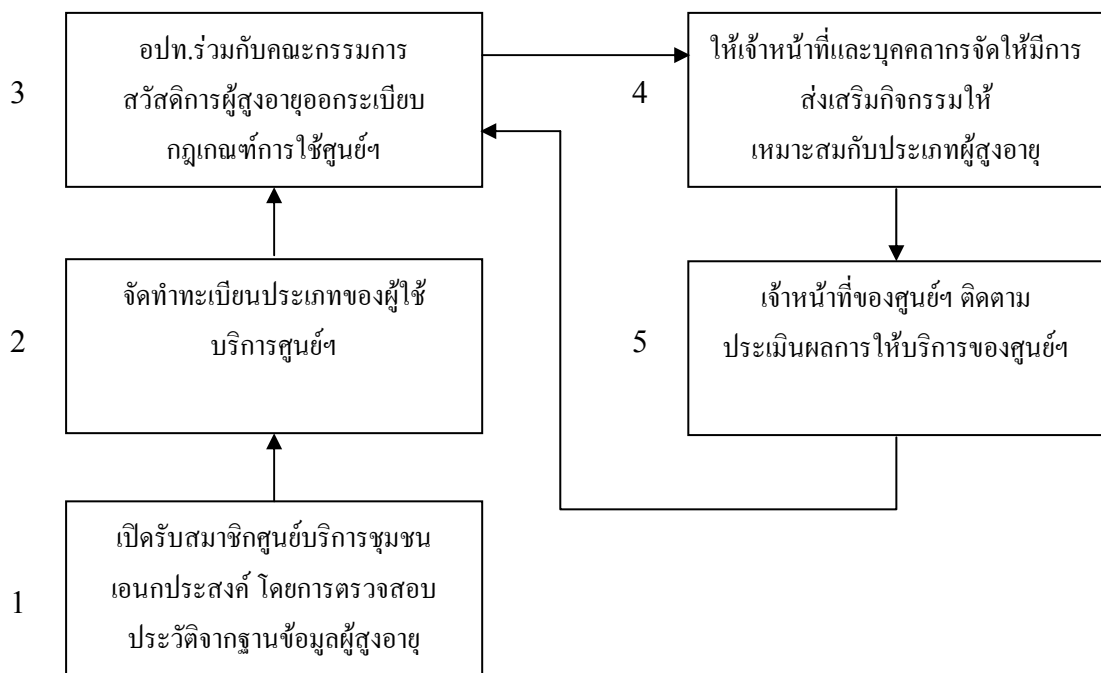 3
อปท.ร่วมกับคณะกรรมการ
สวัสดิการผู้สูงอายุออกระเบียบ
กฎเกณฑ์การใช้ศูนย์ฯ
4
ให้เจ้าหน้าที่และบุคคลากรจัดให้มีการ
ส่งเสริมกิจกรรมให้
เหมาะสมกับประเภทผู้สูงอายุ
2
จัดทำทะเบียนประเภทของผู้ใช้
บริการศูนย์ฯ
5
เจ้าหน้าที่ของศูนย์ฯ ติดตาม
ประเมินผลการให้บริการของศูนย์ฯ
1
เปิดรับสมาชิกศูนย์บริการชุมชน
เอนกประสงค์ โดยการตรวจสอบ
ประวัติจากฐานข้อมูลผู้สูงอายุ